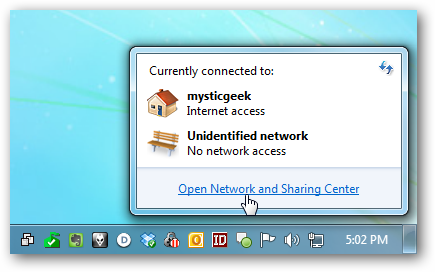 Currently connected to:
mysticgeek
Internet access
Unidentified network
No network access
Open Network and Sharing Center
D
ID
5:02 PM